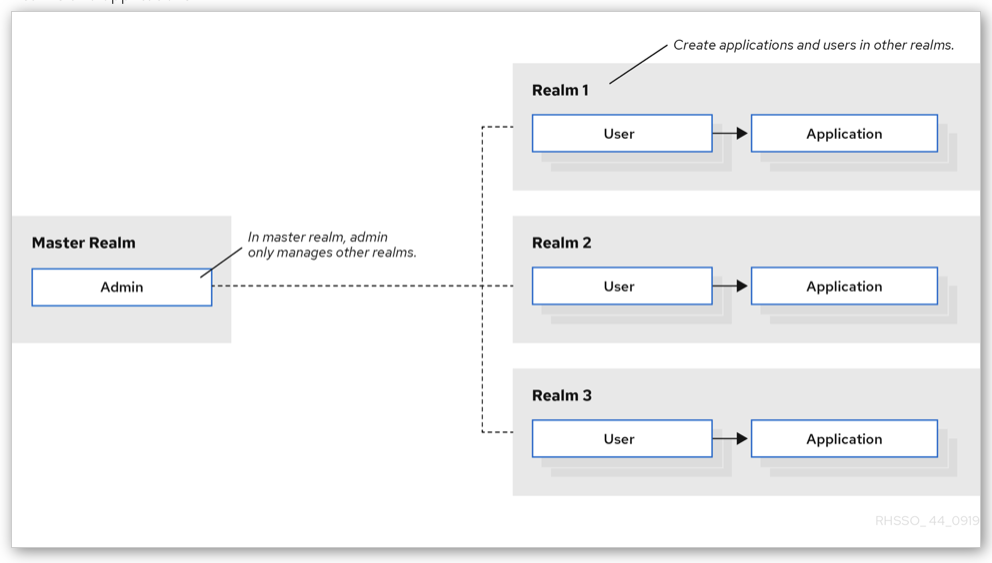 Create applications and users in other realms.
Realm 1
User
Application
Master Realm
In master realm, admin
only manages other realms.
Admin
Realm 2
User
Application
Realm 3
User
Application
RHSSO_44_0919